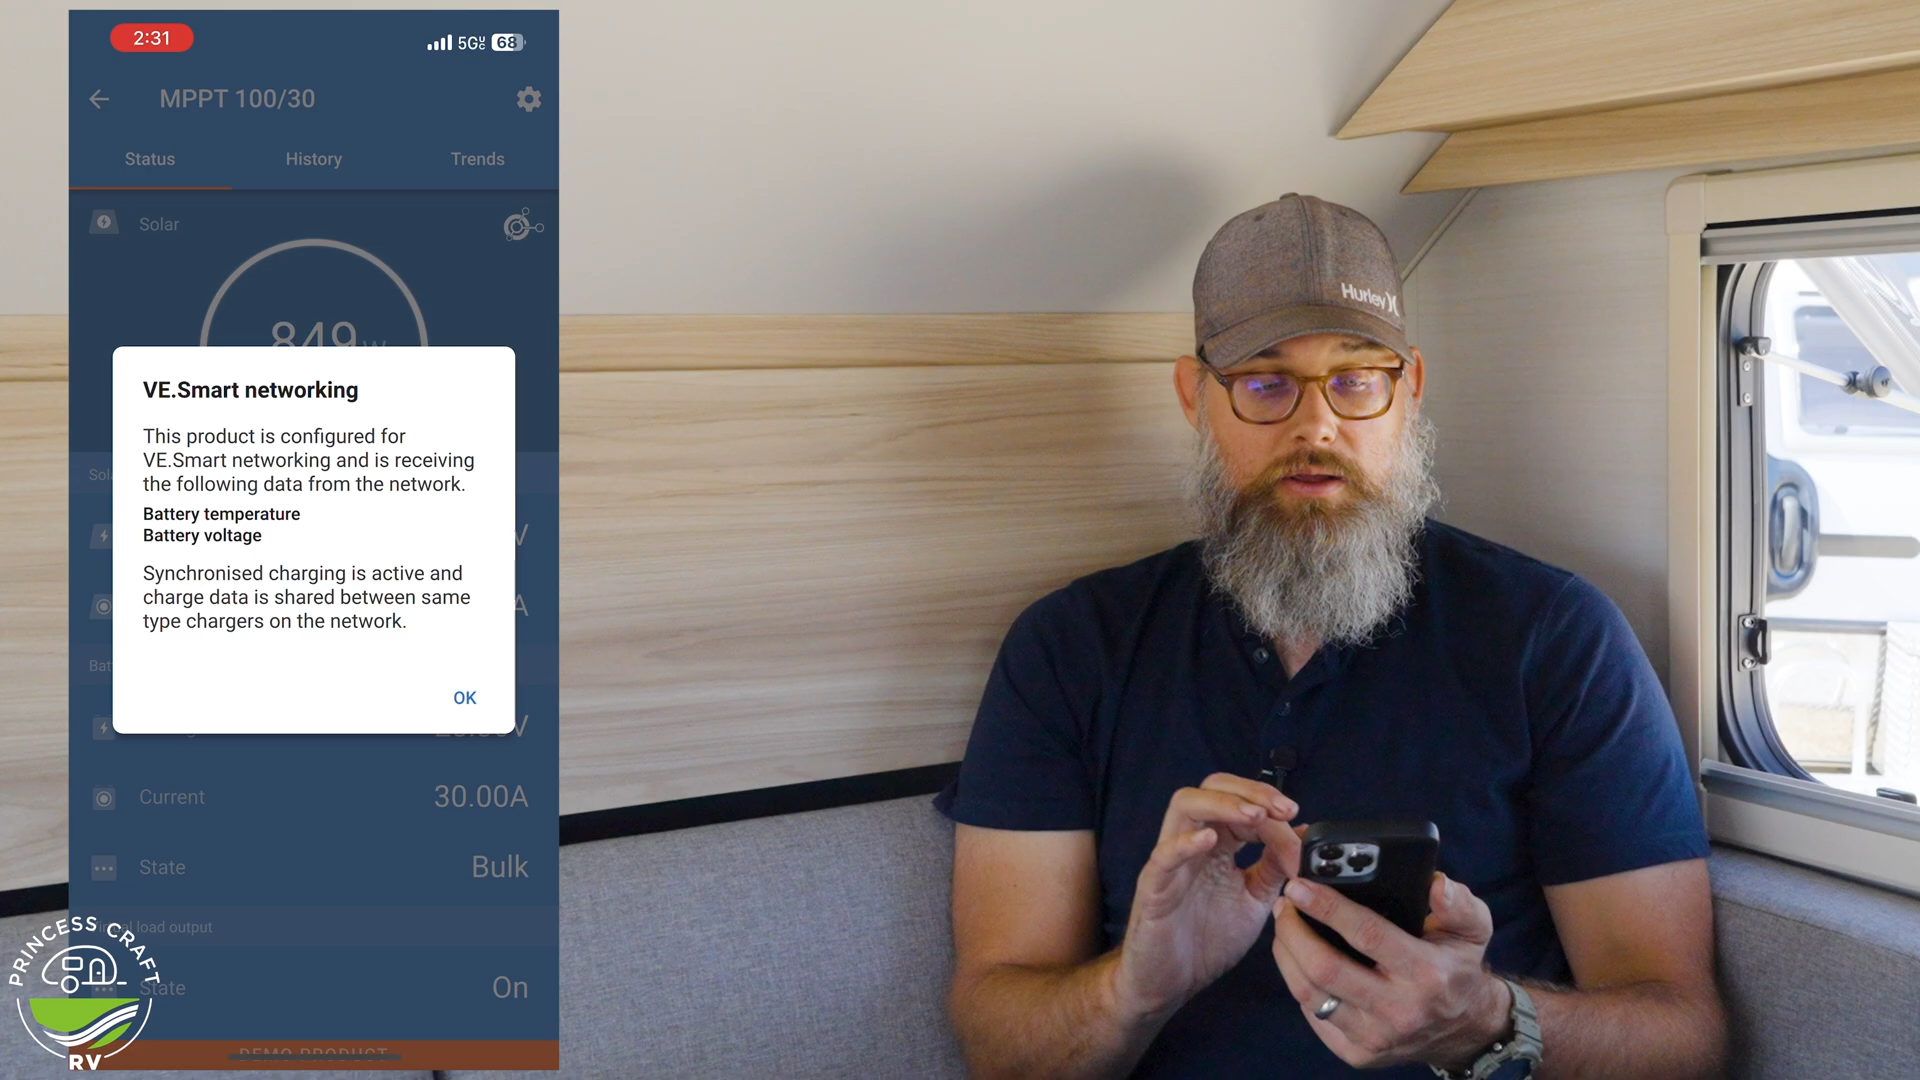 2:31
5G 68
MPPT 100/30
Status History Trends
Solar
849 W
VE.Smart networking
This product is configured for
VE.Smart networking and is receiving
the following data from the network.
Battery temperature
Battery voltage
Synchronised charging is active and
charge data is shared between same
type chargers on the network.
OK
V
A
V
Current 30.00A
State Bulk
load output
State On
DEMO PRODUCT
PRINCESS CRAFT
RV
Hurley